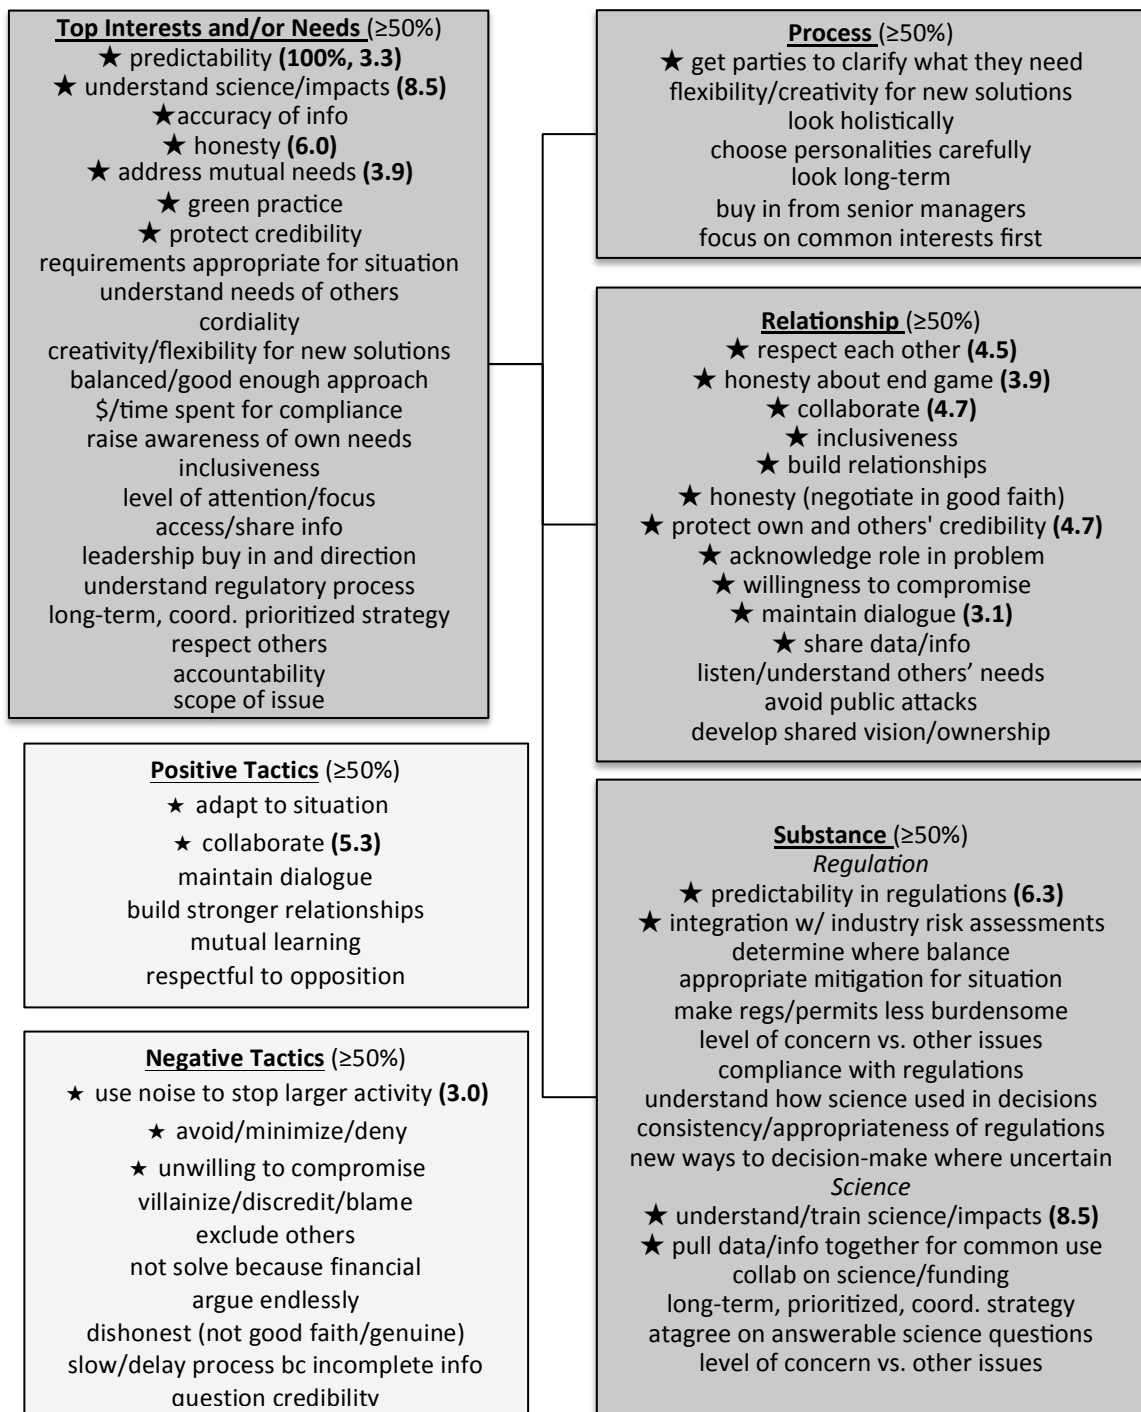 Top Interests and/or Needs (≥50%)
★ predictability (100%, 3.3)
★ understand science/impacts (8.5)
★accuracy of info
★ honesty (6.0)
★ address mutual needs (3.9)
★ green practice
★ protect credibility
requirements appropriate for situation
understand needs of others
cordiality
creativity/flexibility for new solutions
balanced/good enough approach
$/time spent for compliance
raise awareness of own needs
inclusiveness
level of attention/focus
access/share info
leadership buy in and direction
understand regulatory process
long-term, coord. prioritized strategy
respect others
accountability
scope of issue
Positive Tactics (≥50%)
★ adapt to situation
★ collaborate (5.3)
maintain dialogue
build stronger relationships
mutual learning
respectful to opposition
Negative Tactics (≥50%)
★ use noise to stop larger activity (3.0)
★ avoid/minimize/deny
★ unwilling to compromise
villainize/discredit/blame
exclude others
not solve because financial
argue endlessly
dishonest (not good faith/genuine)
slow/delay process bc incomplete info
question credibility
Process (≥50%)
★ get parties to clarify what they need
flexibility/creativity for new solutions
look holistically
choose personalities carefully
look long-term
buy in from senior managers
focus on common interests first
Relationship (≥50%)
★ respect each other (4.5)
★ honesty about end game (3.9)
★ collaborate (4.7)
★ inclusiveness
★ build relationships
★ honesty (negotiate in good faith)
★ protect own and others' credibility (4.7)
★ acknowledge role in problem
★ willingness to compromise
★ maintain dialogue (3.1)
★ share data/info
listen/understand others’ needs
avoid public attacks
develop shared vision/ownership
Substance (≥50%)
Regulation
★ predictability in regulations (6.3)
★ integration w/ industry risk assessments
determine where balance
appropriate mitigation for situation
make regs/permits less burdensome
level of concern vs. other issues
compliance with regulations
understand how science used in decisions
consistency/appropriateness of regulations
new ways to decision-make where uncertain
Science
★ understand/train science/impacts (8.5)
★ pull data/info together for common use
collab on science/funding
long-term, prioritized, coord. strategy
atagree on answerable science questions
level of concern vs. other issues